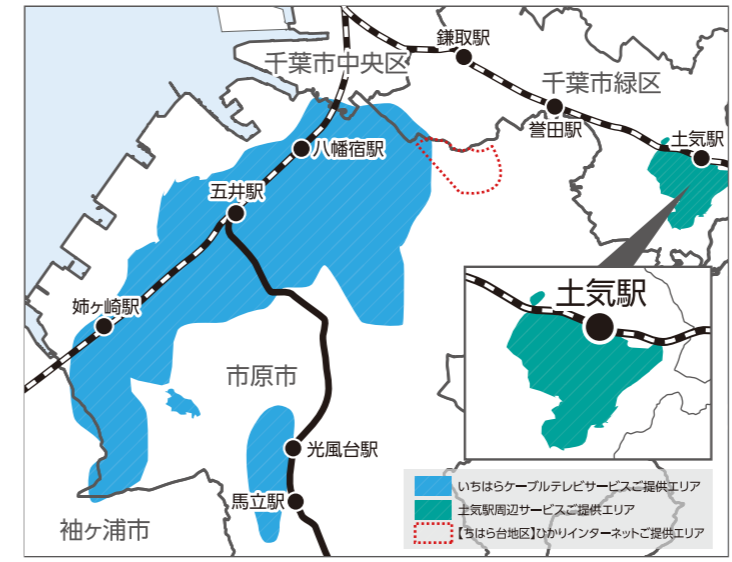 鎌取駅
千葉市中央区
千葉市緑区
誉田駅
土気駅
八幡宿駅
五井駅
姉ヶ崎駅
土気駅
市原市
光風台駅
馬立駅
袖ヶ浦市
いちはらケーブルテレビサービスご提供エリア
土気駅周辺サービスご提供エリア
【ちはら台地区】ひかりインターネットご提供エリア